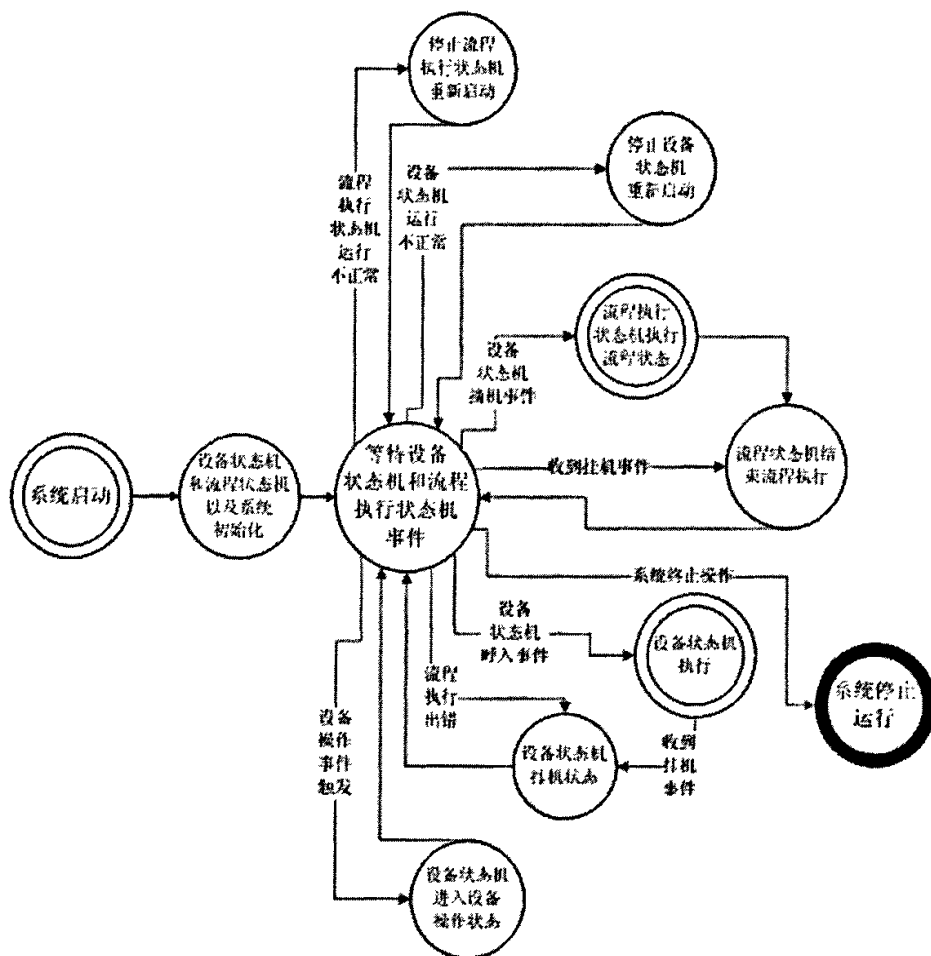 停止流程
执行状态机
重新启动
停止设备
状态机
重新启动
流程
执行
状态机
运行
不正常
设备
状态机
运行
不正常
流程执行
状态机执行
流程状态
设备
状态机
摘机事件
等待设备
状态机和流程
执行状态机
事件
收到挂机事件
流程状态机结
束流程执行
系统启动
设备状态机
和流程状态机
以及系统
初始化
系统终止操作
设备
状态机
呼入事件
设备状态机
执行
系统停止
运行
流程
执行
出错
设备
操作
事件
触发
设备状态机
挂机状态
收到
挂机
事件
设备状态机
进入设备
操作状态